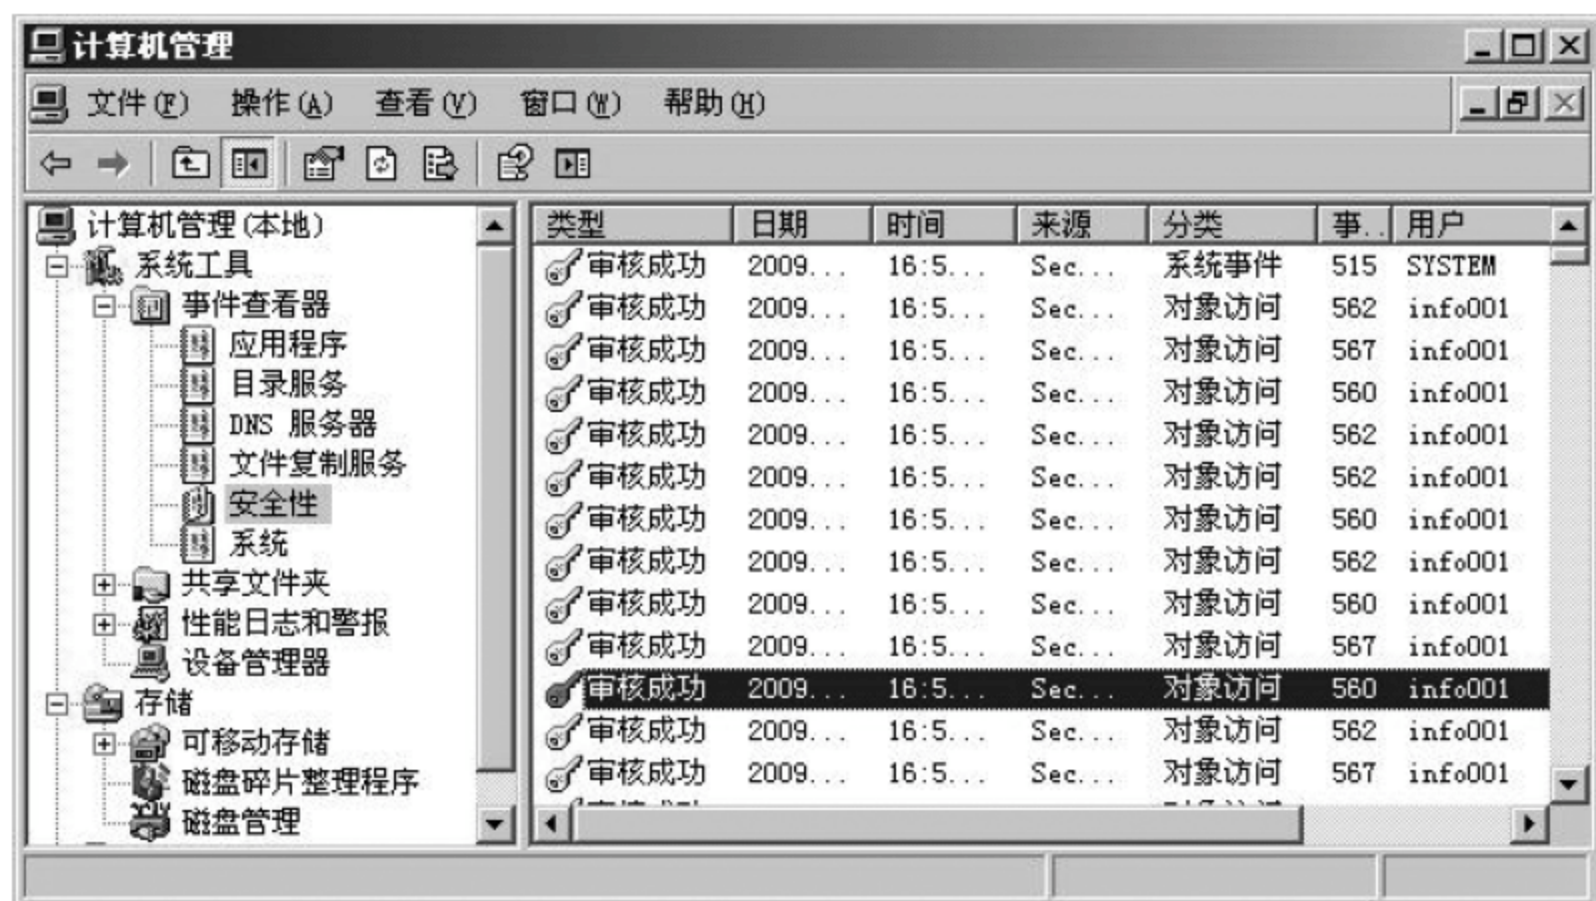 计算机管理
文件(F) 操作(A) 查看(V) 窗口(W) 帮助(H)
计算机管理(本地)
系统工具
事件查看器
应用程序
目录服务
DNS 服务器
文件复制服务
安全性
系统
共享文件夹
性能日志和警报
设备管理器
存储
可移动存储
磁盘碎片整理程序
磁盘管理
类型 日期 时间 来源 分类 事.. 用户
审核成功 2009... 16:5... Sec... 系统事件 515 SYSTEM
审核成功 2009... 16:5... Sec... 对象访问 562 info001
审核成功 2009... 16:5... Sec... 对象访问 567 info001
审核成功 2009... 16:5... Sec... 对象访问 560 info001
审核成功 2009... 16:5... Sec... 对象访问 562 info001
审核成功 2009... 16:5... Sec... 对象访问 562 info001
审核成功 2009... 16:5... Sec... 对象访问 560 info001
审核成功 2009... 16:5... Sec... 对象访问 562 info001
审核成功 2009... 16:5... Sec... 对象访问 560 info001
审核成功 2009... 16:5... Sec... 对象访问 567 info001
审核成功 2009... 16:5... Sec... 对象访问 560 info001
审核成功 2009... 16:5... Sec... 对象访问 562 info001
审核成功 2009... 16:5... Sec... 对象访问 567 info001